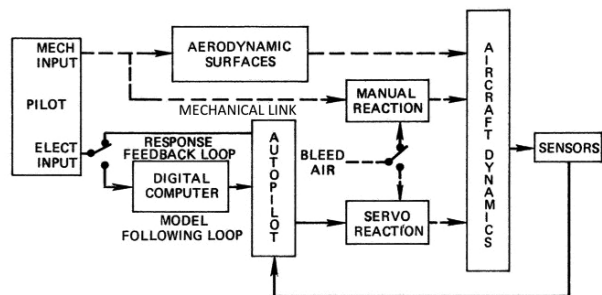 MECH
INPUT
PILOT
ELECT
INPUT
AERODYNAMIC
SURFACES
MECHANICAL LINK
MANUAL
REACTION
RESPONSE
FEEDBACK LOOP
DIGITAL
COMPUTER
MODEL
FOLLOWING LOOP
AUTOPILOT
BLEED
AIR
SERVO
REACTION
AIRCRAFT DYNAMICS
SENSORS